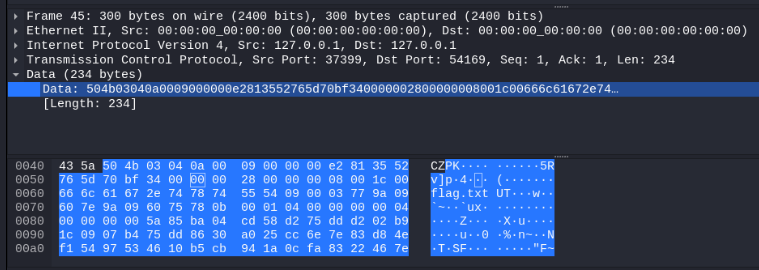 Frame 45: 300 bytes on wire (2400 bits), 300 bytes captured (2400 bits)
Ethernet II, Src: 00:00:00_00:00:00 (00:00:00:00:00:00), Dst: 00:00:00_00:00:00 (00:00:00:00:00:00)
Internet Protocol Version 4, Src: 127.0.0.1, Dst: 127.0.0.1
Transmission Control Protocol, Src Port: 37399, Dst Port: 54169, Seq: 1, Ack: 1, Len: 234
Data (234 bytes)
Data: 504b03040a0009000000e2813552765d70bf340000002800000008001c00666c61672e74…
[Length: 234]
0040 43 5a 50 4b 03 04 0a 00 09 00 00 00 e2 81 35 52 CZPK···· ······5R
0050 76 5d 70 bf 34 00 00 00 28 00 00 00 08 00 1c 00 v]p·4··· (·······
0060 66 6c 61 67 2e 74 78 74 55 54 09 00 03 77 9a 09 flag.txt UT···w··
0070 60 7e 9a 09 60 75 78 0b 00 01 04 00 00 00 00 04 `~··`ux· ········
0080 00 00 00 00 5a 85 ba 04 cd 58 d2 75 dd d2 02 b9 ····Z··· ·X·u····
0090 1c 09 07 b4 75 dd 86 30 a0 25 cc 6e 7e 83 d8 4e ····u··0 ·%·n~··N
00a0 f1 54 97 53 46 10 b5 cb 94 1a 0c fa 83 22 46 7e ·T·SF··· ·····"F~